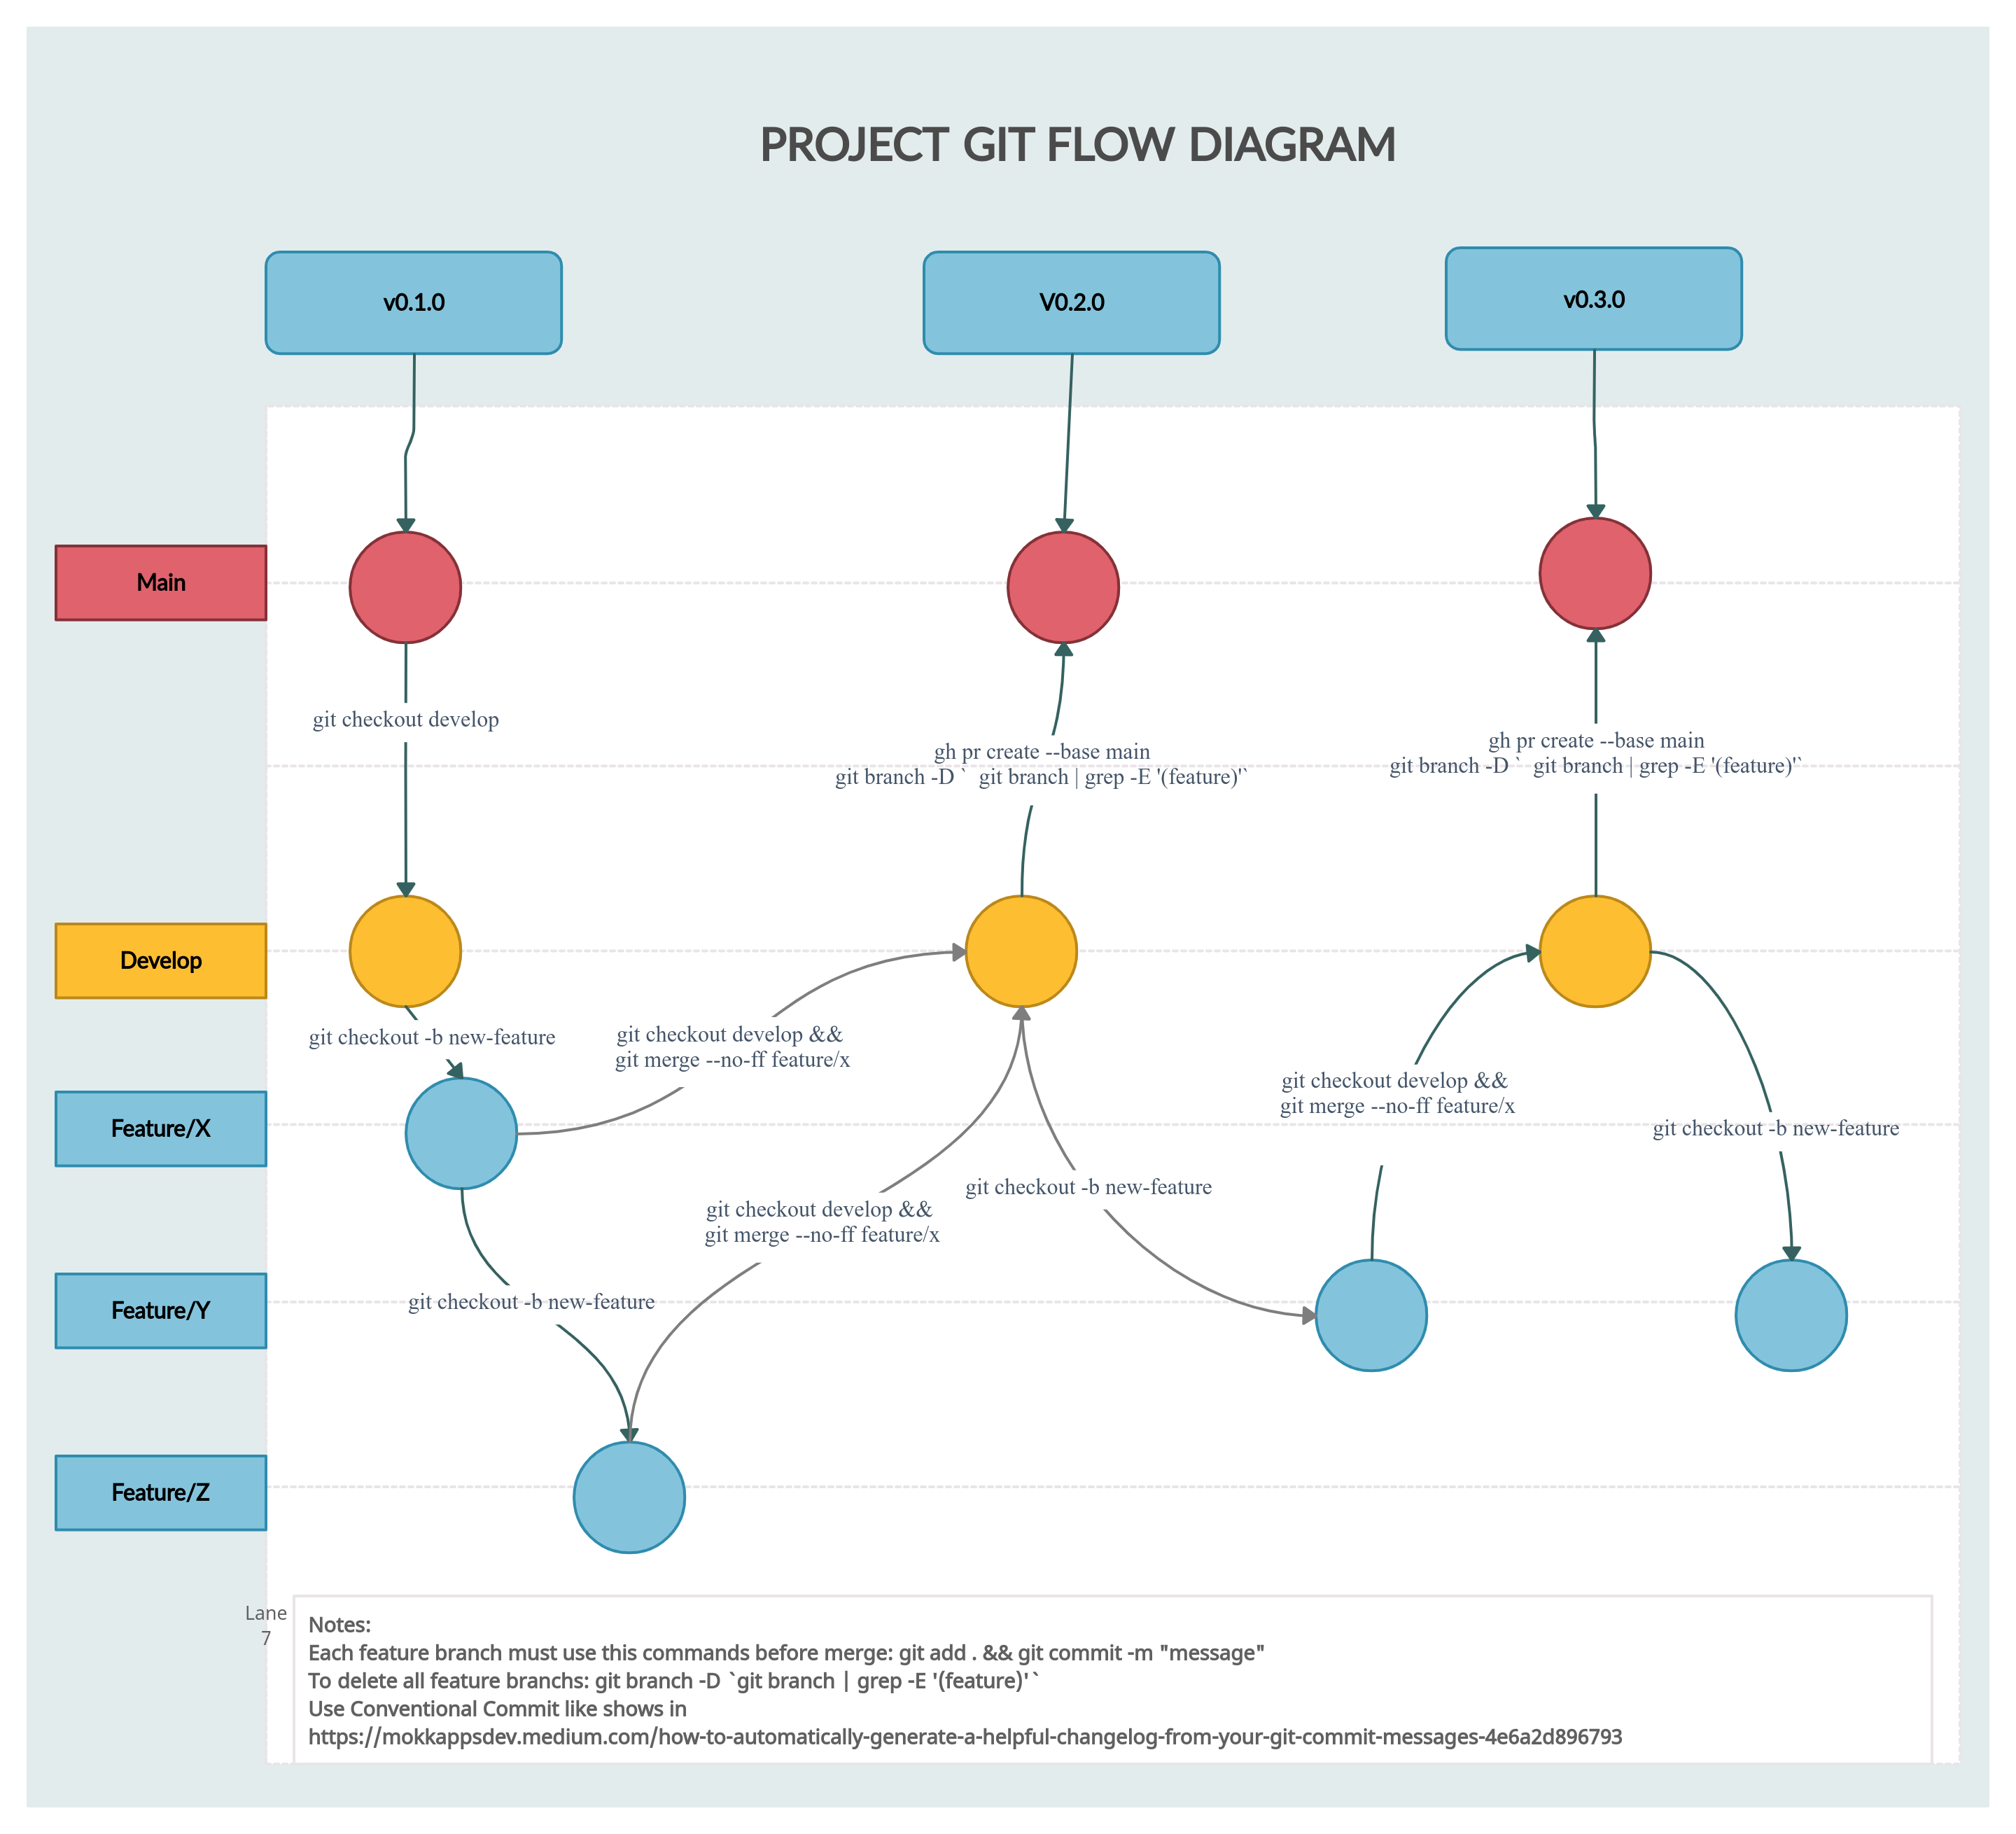 PROJECT GIT FLOW DIAGRAM
v0.1.0
V0.2.0
v0.3.0
Main
git checkout develop
gh pr create --base main
git branch -D ` git branch | grep -E '(feature)'`
gh pr create --base main
git branch -D ` git branch | grep -E '(feature)'`
Develop
git checkout -b new-feature
git checkout develop &&
git merge --no-ff feature/x
git checkout develop &&
git merge --no-ff feature/x
git checkout -b new-feature
Feature/X
git checkout -b new-feature
git checkout develop &&
git merge --no-ff feature/x
Feature/Y
git checkout -b new-feature
Feature/Z
Lane
7
Notes:
Each feature branch must use this commands before merge: git add . && git commit -m "message"
To delete all feature branchs: git branch -D `git branch | grep -E '(feature)'`
Use Conventional Commit like shows in
https://mokkappsdev.medium.com/how-to-automatically-generate-a-helpful-changelog-from-your-git-commit-messages-4e6a2d896793